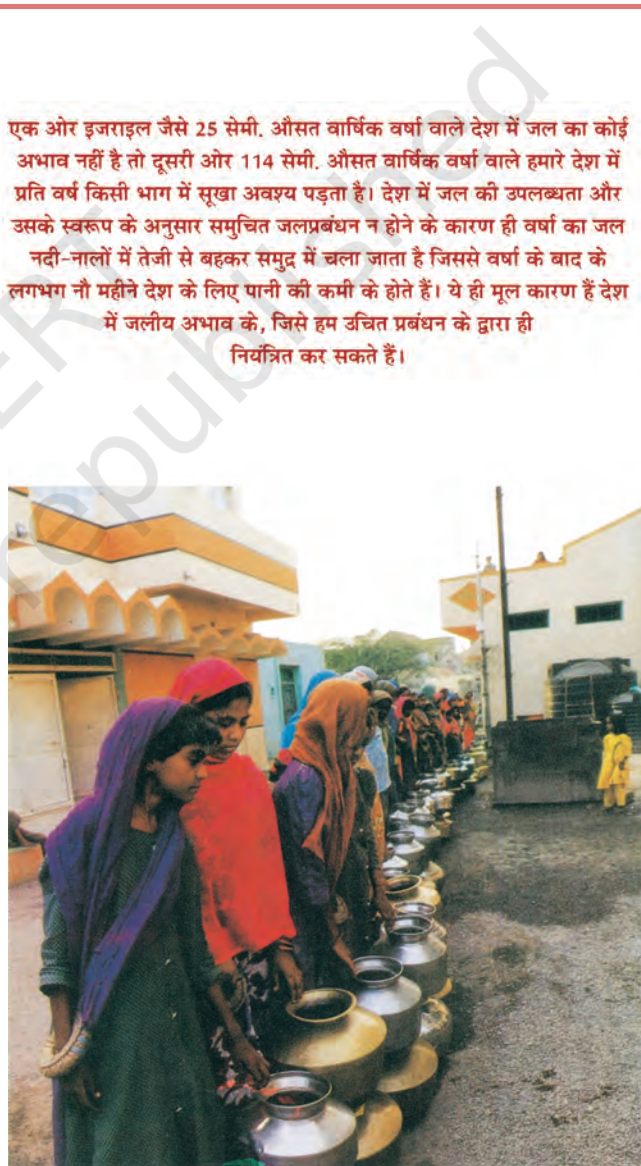 एक ओर इजराइल जैसे 25 सेमी. औसत वार्षिक वर्षा वाले देश में जल का कोई
अभाव नहीं है तो दूसरी ओर 114 सेमी. औसत वार्षिक वर्षा वाले हमारे देश में
प्रति वर्ष किसी भाग में सूखा अवश्य पड़ता है। देश में जल की उपलब्धता और
उसके स्वरूप के अनुसार समुचित जलप्रबंधन न होने के कारण ही वर्षा का जल
नदी-नालों में तेजी से बहकर समुद्र में चला जाता है जिससे वर्षा के बाद के
लगभग नौ महीने देश के लिए पानी की कमी के होते हैं। ये ही मूल कारण हैं देश
में जलीय अभाव के, जिसे हम उचित प्रबंधन के द्वारा ही
नियंत्रित कर सकते हैं।
republished